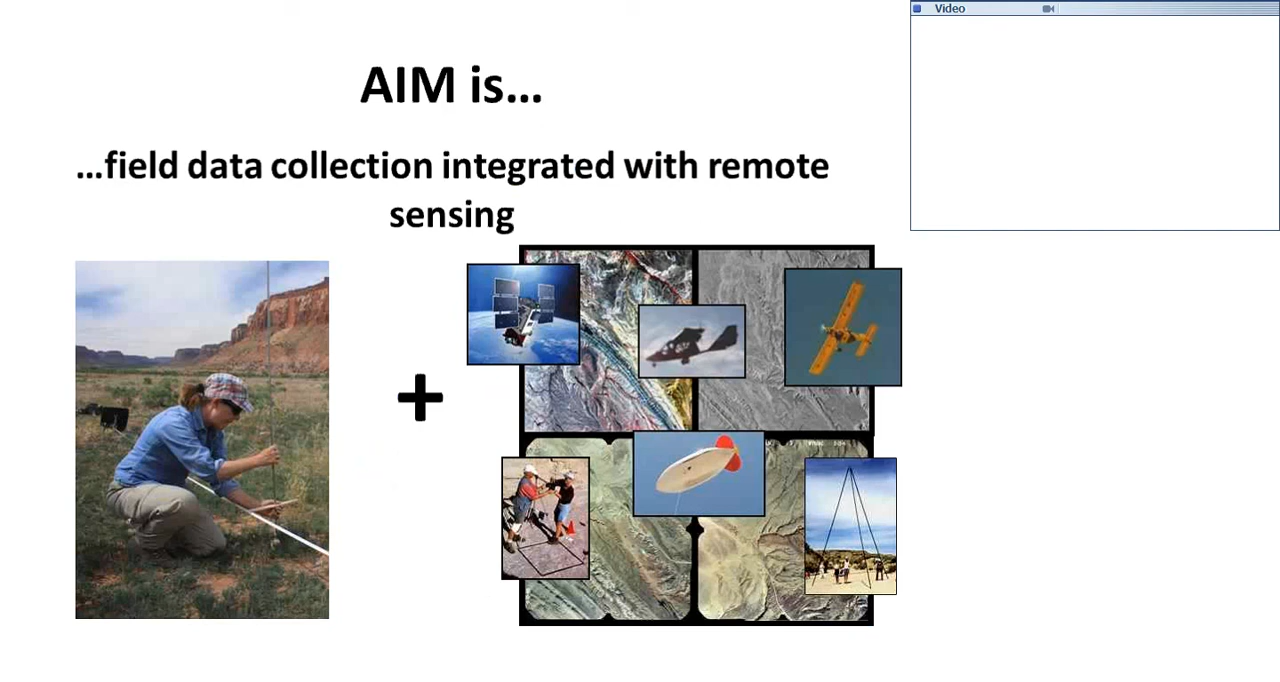 Video
AIM is…
…field data collection integrated with remote
sensing
+